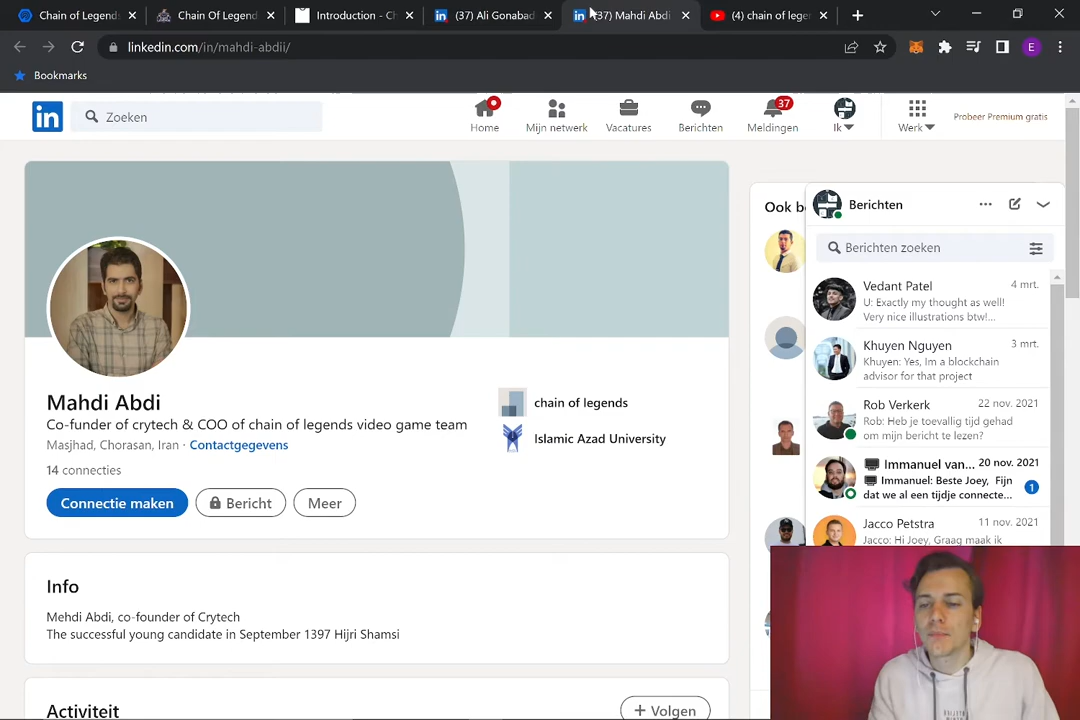 Chain of Legends
Chain Of Legend
Introduction - C
(37) Ali Gonabad
(37) Mahdi Abdi
(4) chain of lege
linkedin.com/in/mahdi-abdii/
E
Bookmarks
in
Zoeken
Home
Mijn netwerk
Vacatures
Berichten
37
Meldingen
Ik
Werk
Probeer Premium gratis
Mahdi Abdi
Co-founder of crytech & COO of chain of legends video game team
Masjhad, Chorasan, Iran · Contactgegevens
14 connecties
Connectie maken
Bericht
Meer
chain of legends
Islamic Azad University
Info
Mehdi Abdi, co-founder of Crytech
The successful young candidate in September 1397 Hijri Shamsi
Activiteit
+ Volgen
Ook b
Berichten
Berichten zoeken
Vedant Patel
4 mrt.
U: Exactly my thought as well!
Very nice illustrations btw!...
Khuyen Nguyen
3 mrt.
Khuyen: Yes, Im a blockchain
advisor for that project
Rob Verkerk
22 nov. 2021
Rob: Heb je toevallig tijd gehad
om mijn bericht te lezen?
Immanuel van...
20 nov. 2021
Immanuel: Beste Joey, Fijn
dat we al een tijdje connecte...
1
Jacco Petstra
11 nov. 2021
Jacco: Hi Joey, Graag maak ik